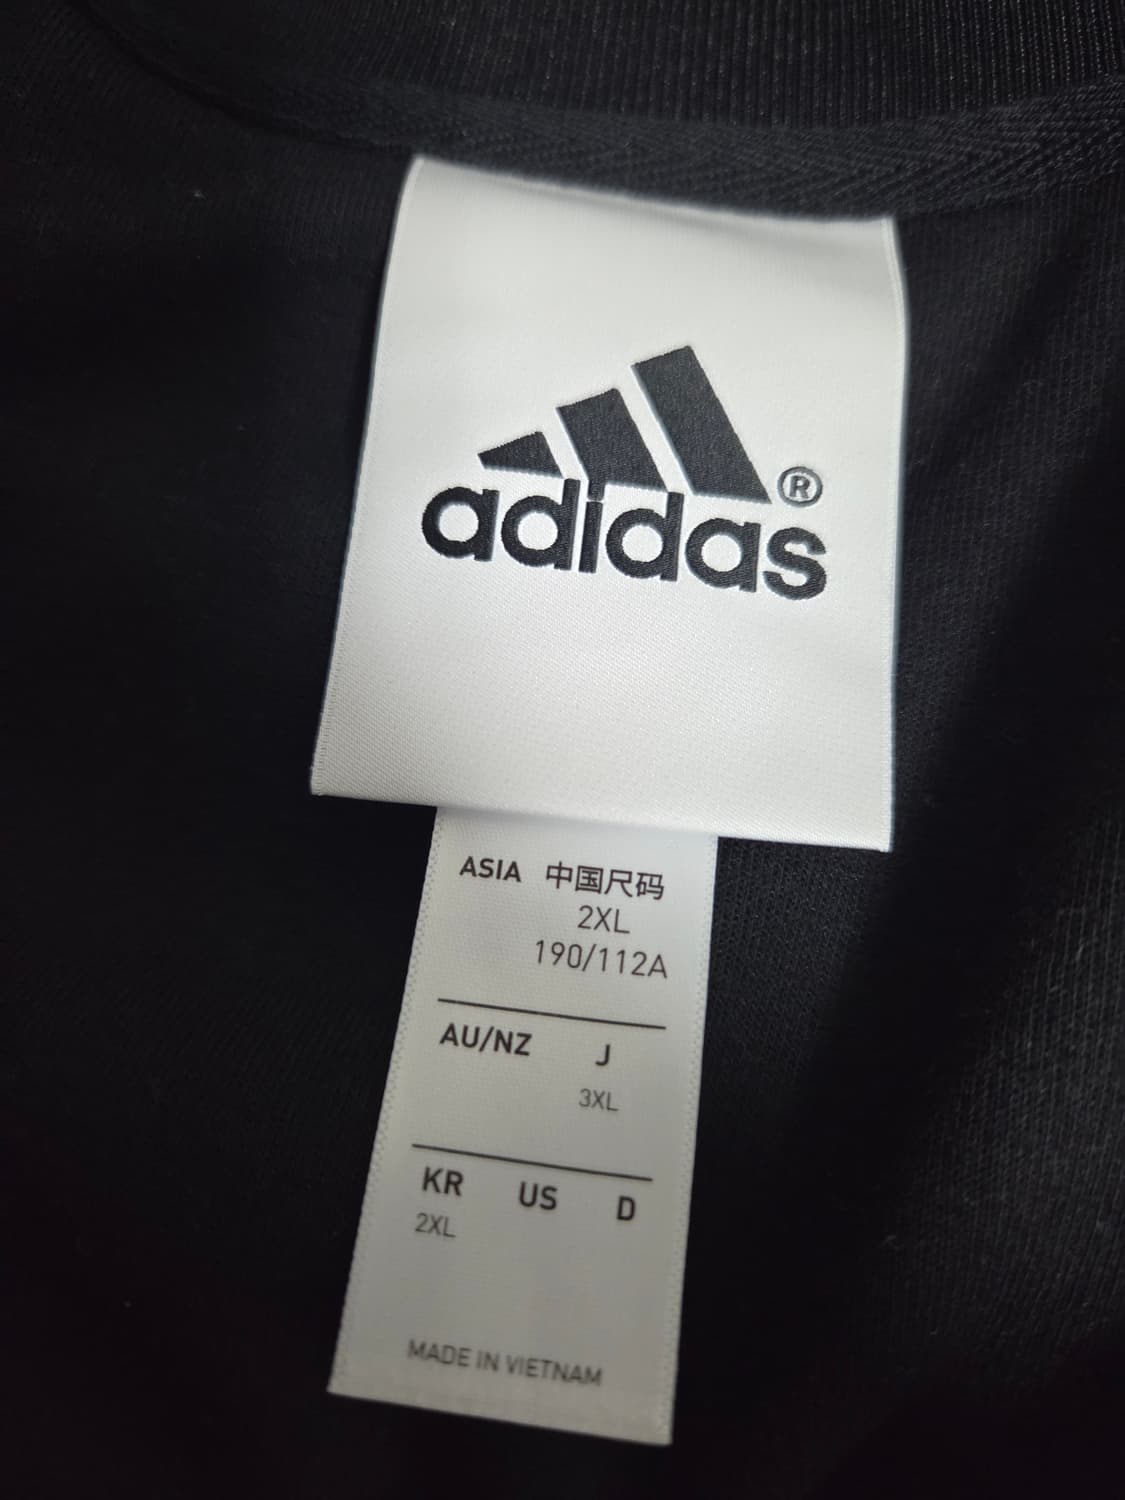 adidas®
ASIA 中国尺码
2XL
190/112A
AU/NZ J
3XL
KR US D
2XL
MADE IN VIETNAM